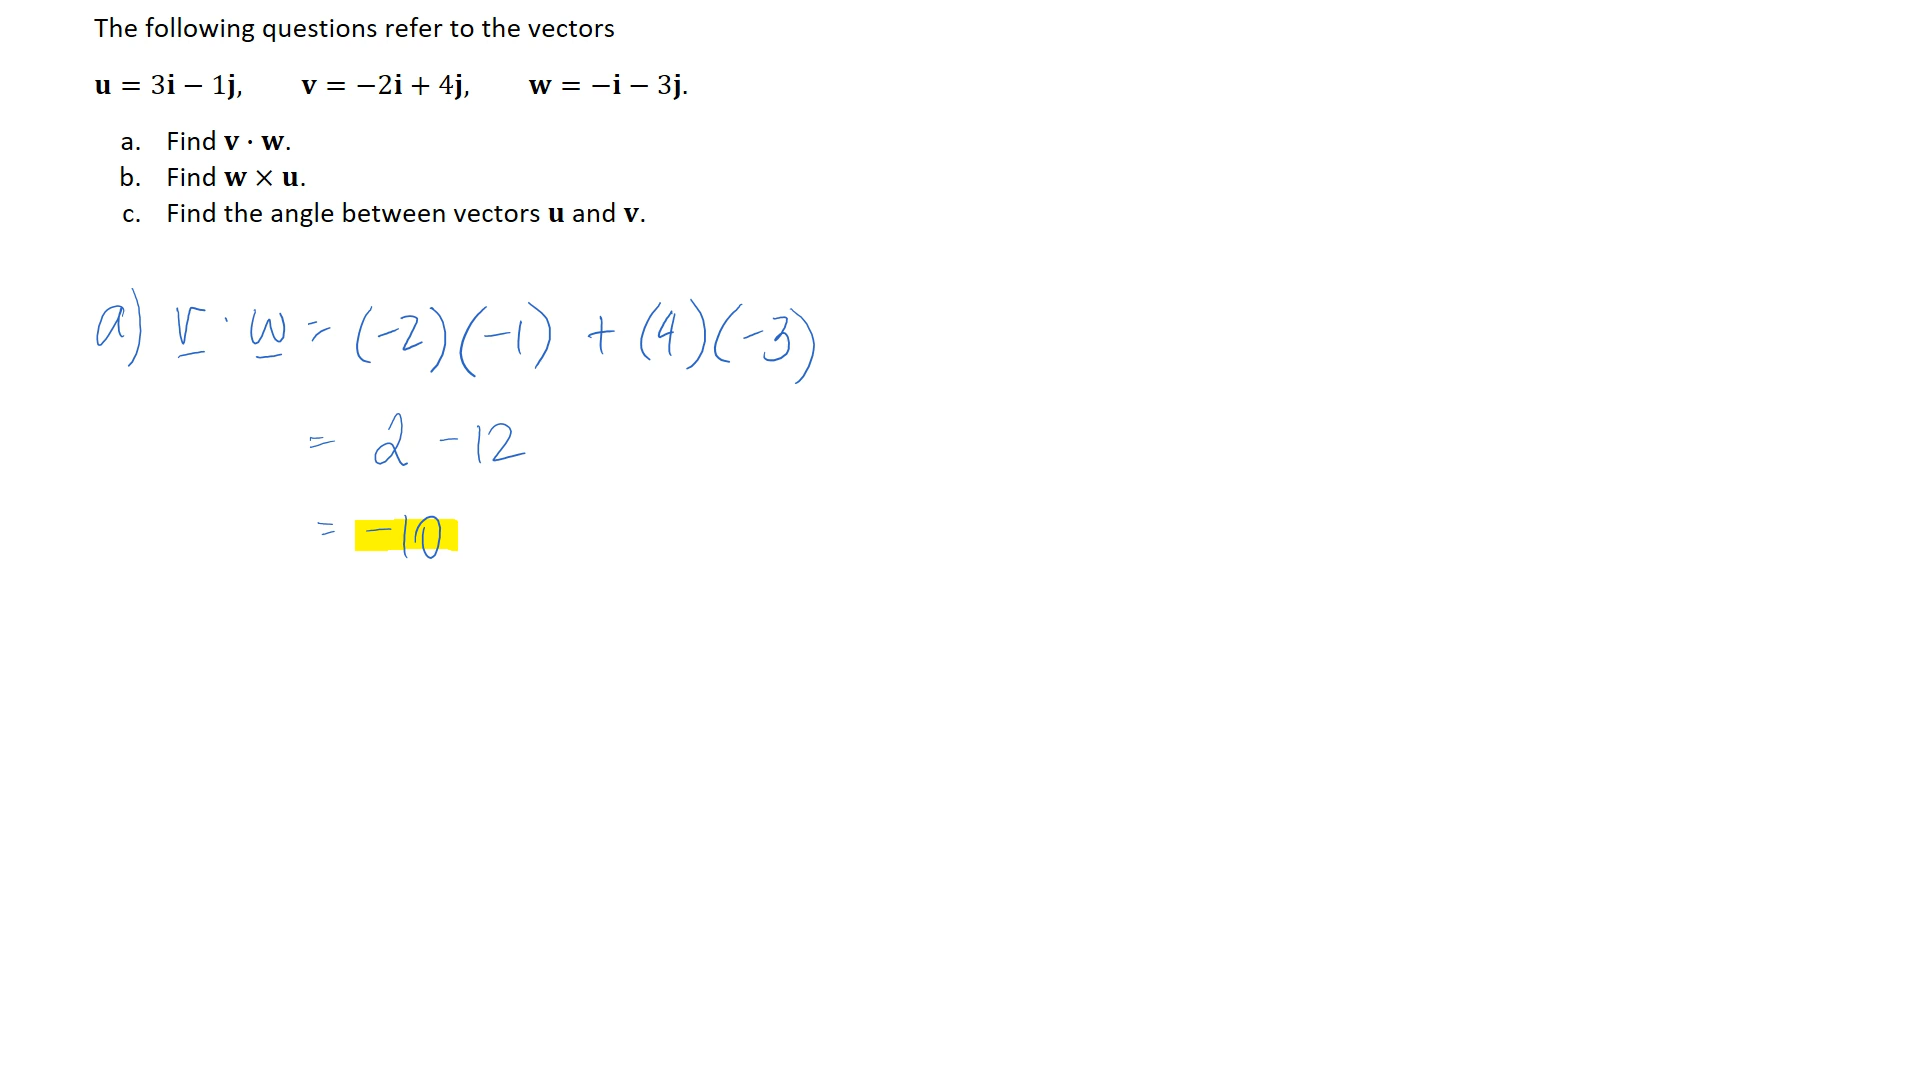 The following questions refer to the vectors
u = 3i − 1j, v = −2i + 4j, w = −i − 3j.
a. Find v · w.
b. Find w × u.
c. Find the angle between vectors u and v.
a) v · w = (-2)(-1) + (4)(-3)
= 2 - 12
= -10